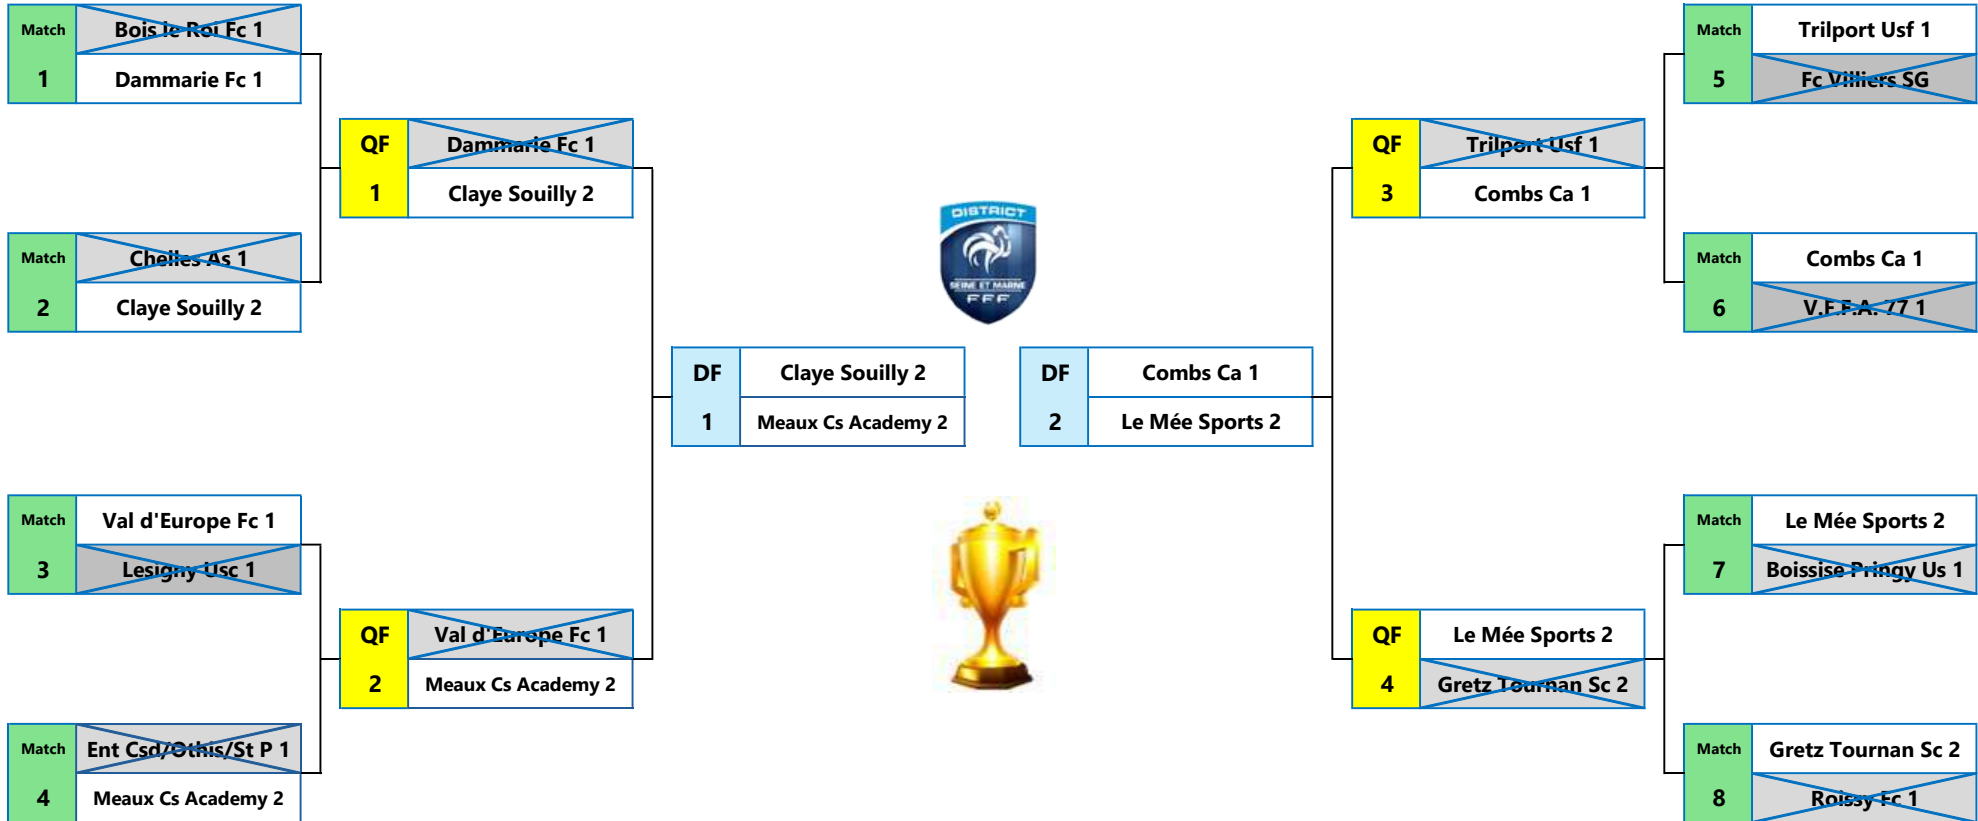 Match
1
Bois le Roi Fc 1
Dammarie Fc 1
Match
2
Chelles As 1
Claye Souilly 2
Match
3
Val d'Europe Fc 1
Lesigny Usc 1
Match
4
Ent Csd/Othis/St P 1
Meaux Cs Academy 2
QF
1
Dammarie Fc 1
Claye Souilly 2
QF
2
Val d'Europe Fc 1
Meaux Cs Academy 2
DF
1
Claye Souilly 2
Meaux Cs Academy 2
DISTRICT
SEINE ET MARNE
FFF
DF
2
Combs Ca 1
Le Mée Sports 2
QF
3
Trilport Usf 1
Combs Ca 1
QF
4
Le Mée Sports 2
Gretz Tournan Sc 2
Match
5
Trilport Usf 1
Fc Villiers SG
Match
6
Combs Ca 1
V.F.F.A. 77 1
Match
7
Le Mée Sports 2
Boissise Pringy Us 1
Match
8
Gretz Tournan Sc 2
Roissy Fc 1